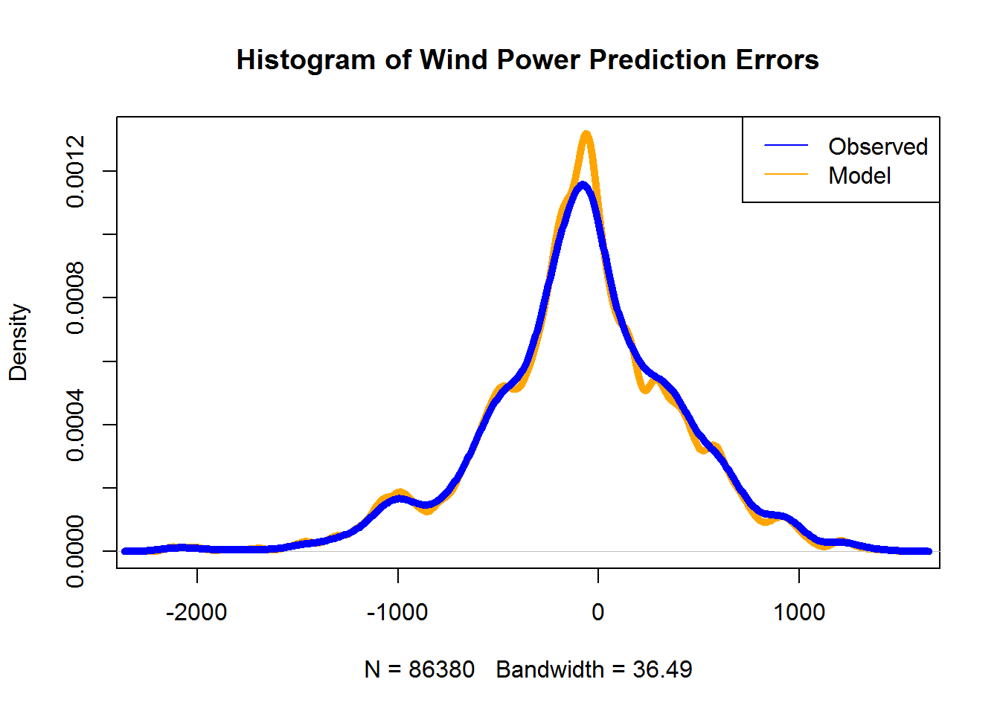 Histogram of Wind Power Prediction Errors
Observed
Model
Density
0.0012
0.0008
0.0004
0.0000
-2000 -1000 0 1000
N = 86380 Bandwidth = 36.49